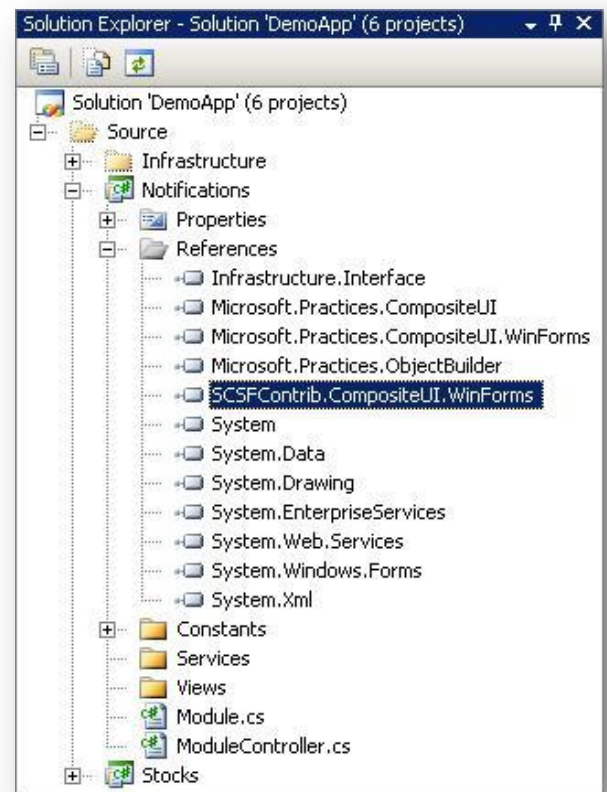 Solution Explorer - Solution 'DemoApp' (6 projects)
Solution 'DemoApp' (6 projects)
Source
Infrastructure
Notifications
Properties
References
Infrastructure.Interface
Microsoft.Practices.CompositeUI
Microsoft.Practices.CompositeUI.WinForms
Microsoft.Practices.ObjectBuilder
SCSFContrib.CompositeUI.WinForms
System
System.Data
System.Drawing
System.EnterpriseServices
System.Web.Services
System.Windows.Forms
System.Xml
Constants
Services
Views
Module.cs
ModuleController.cs
Stocks